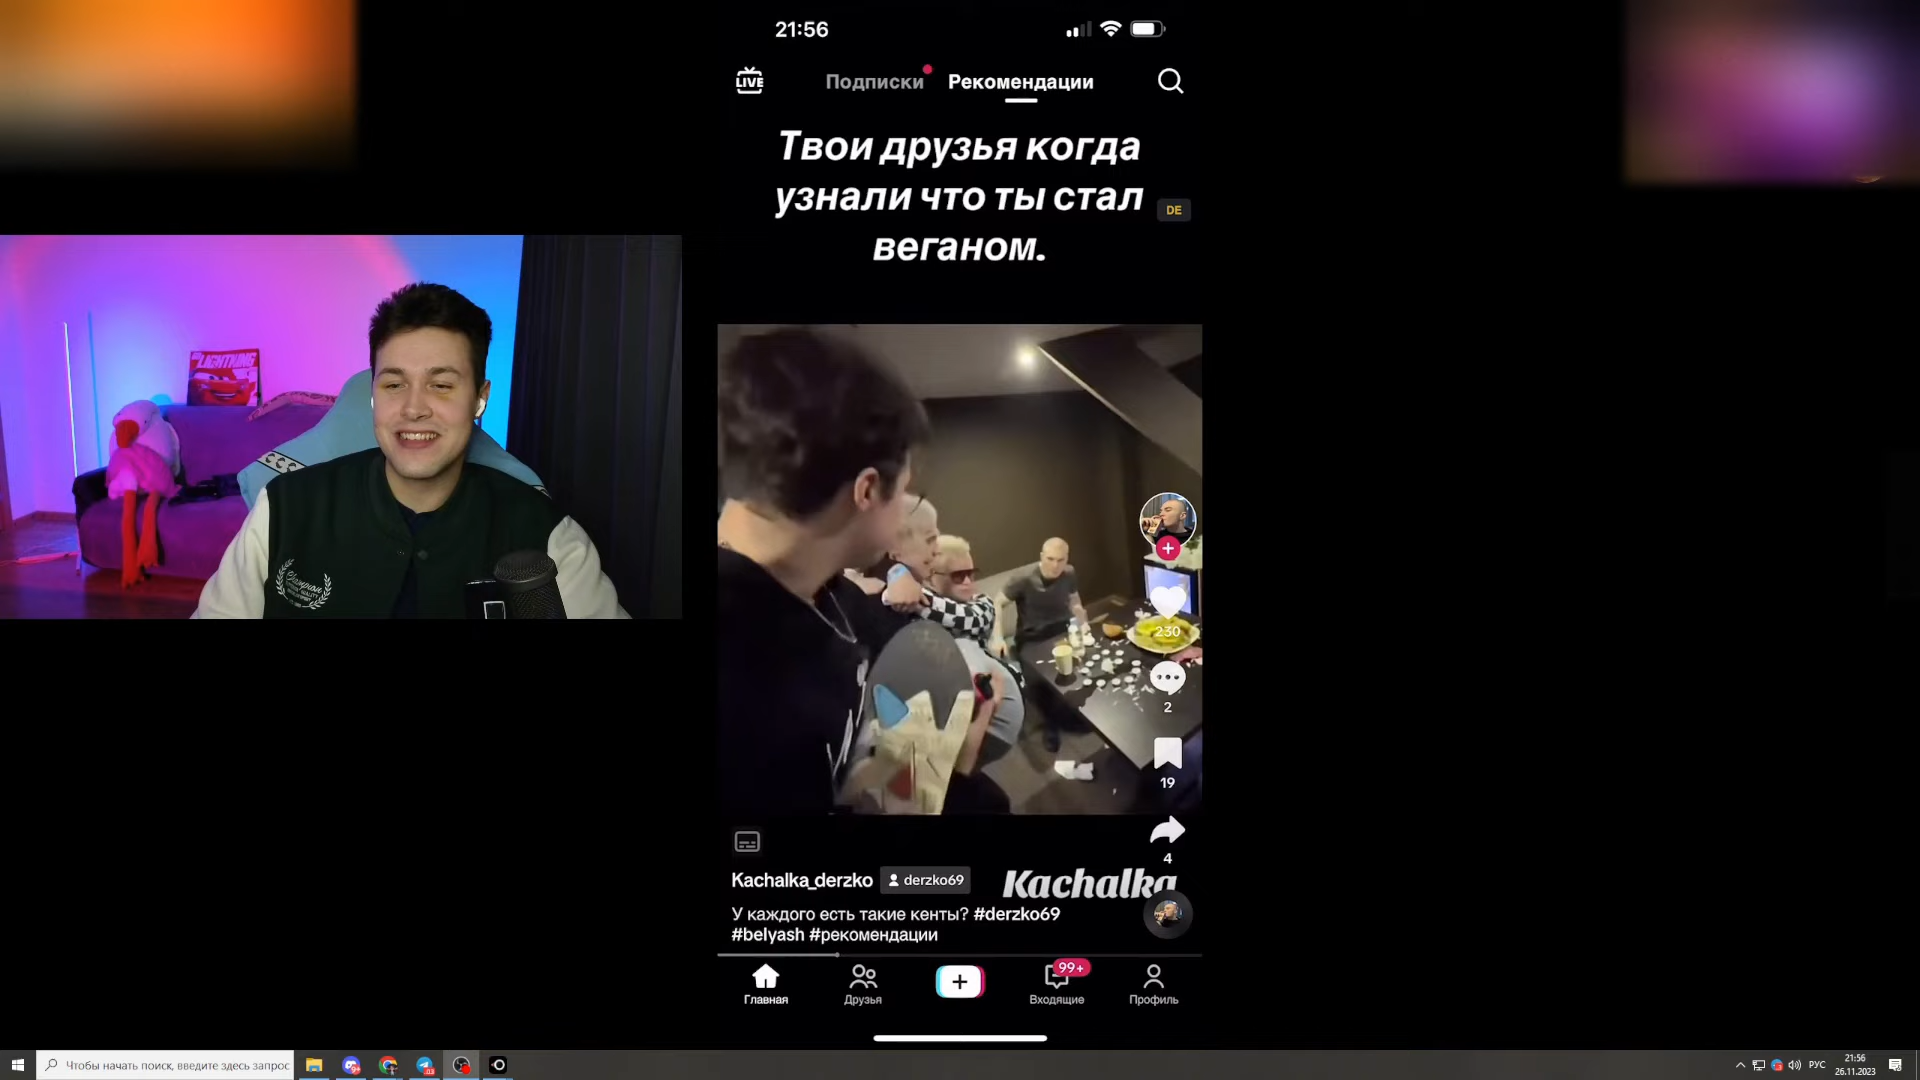 21:56
LIVE
Подписки
Рекомендации
Твои друзья когда
узнали что ты стал
веганом.
DE
LIGHTNING
Champion
230
2
19
4
Kachalka_derzko
derzko69
Kachalka
У каждого есть такие кенты? #derzko69
#belyash #рекомендации
Главная
Друзья
99+
Входящие
Профиль
Чтобы начать поиск, введите здесь запрос
РУС
21:56
26.11.2023